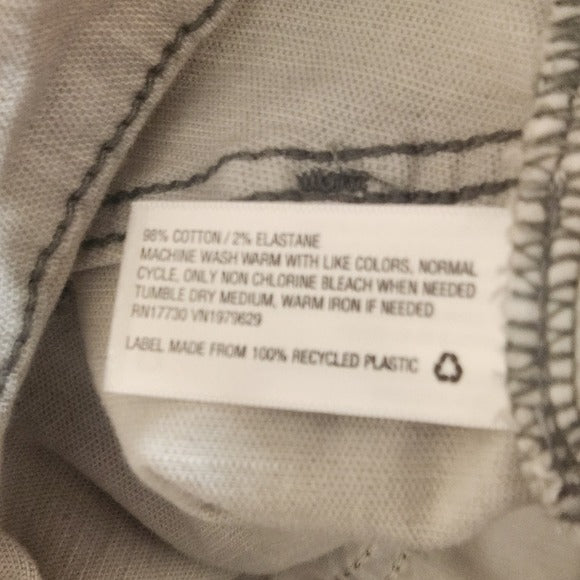 98% COTTON / 2% ELASTANE
MACHINE WASH WARM WITH LIKE COLORS, NORMAL
CYCLE, ONLY NON CHLORINE BLEACH WHEN NEEDED
TUMBLE DRY MEDIUM, WARM IRON IF NEEDED
RN17730 VN1979629
LABEL MADE FROM 100% RECYCLED PLASTIC